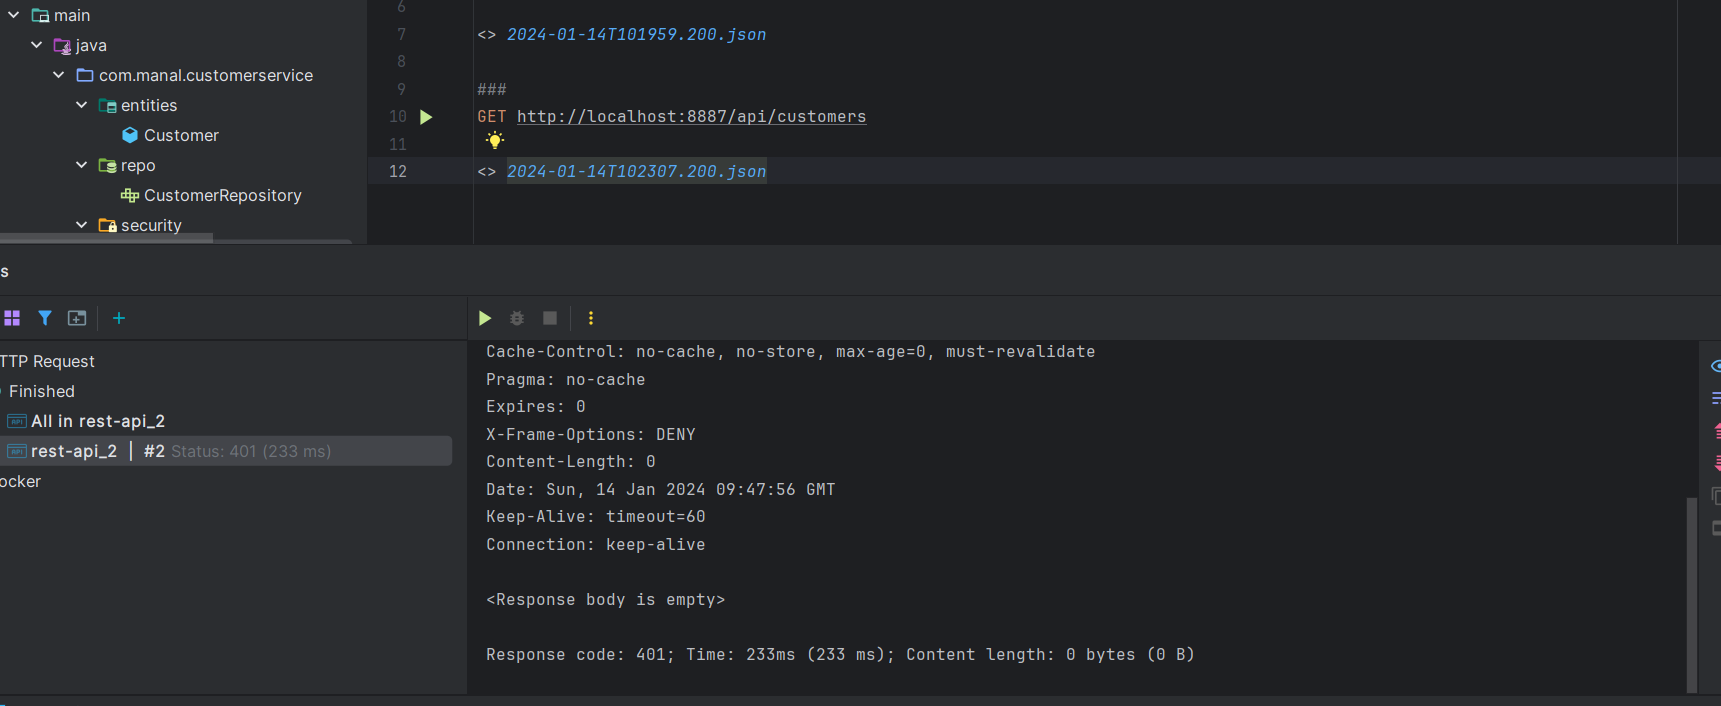 main
java
com.manal.customerservice
entities
Customer
repo
CustomerRepository
security
6
7 <> 2024-01-14T101959.200.json
8
9 ###
10 GET http://localhost:8887/api/customers
11
12 <> 2024-01-14T102307.200.json
s
TTP Request
Finished
All in rest-api_2
rest-api_2 | #2 Status: 401 (233 ms)
ocker
Cache-Control: no-cache, no-store, max-age=0, must-revalidate
Pragma: no-cache
Expires: 0
X-Frame-Options: DENY
Content-Length: 0
Date: Sun, 14 Jan 2024 09:47:56 GMT
Keep-Alive: timeout=60
Connection: keep-alive
<Response body is empty>
Response code: 401; Time: 233ms (233 ms); Content length: 0 bytes (0 B)